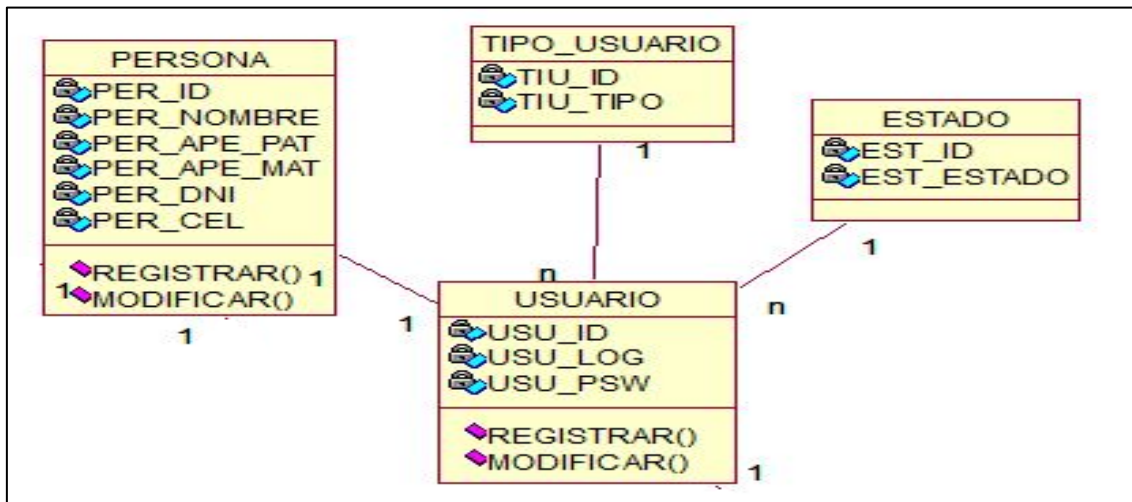 PERSONA
PER_ID
PER_NOMBRE
PER_APE_PAT
PER_APE_MAT
PER_DNI
PER_CEL
REGISTRAR()
1
1
MODIFICAR()
1
TIPO_USUARIO
TIU_ID
TIU_TIPO
1
ESTADO
EST_ID
EST_ESTADO
1
n
n
1
USUARIO
USU_ID
USU_LOG
USU_PSW
REGISTRAR()
MODIFICAR()
1